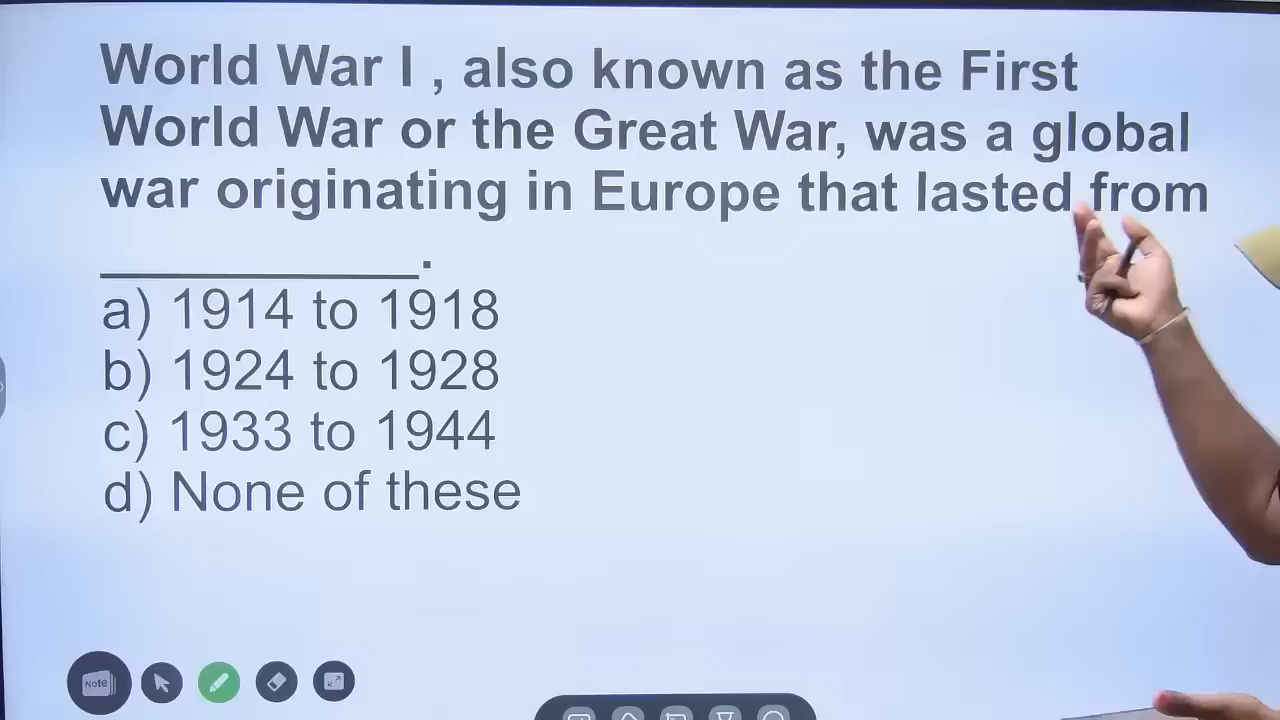 World War I , also known as the First
World War or the Great War, was a global
war originating in Europe that lasted from
____________.
a) 1914 to 1918
b) 1924 to 1928
c) 1933 to 1944
d) None of these
Note